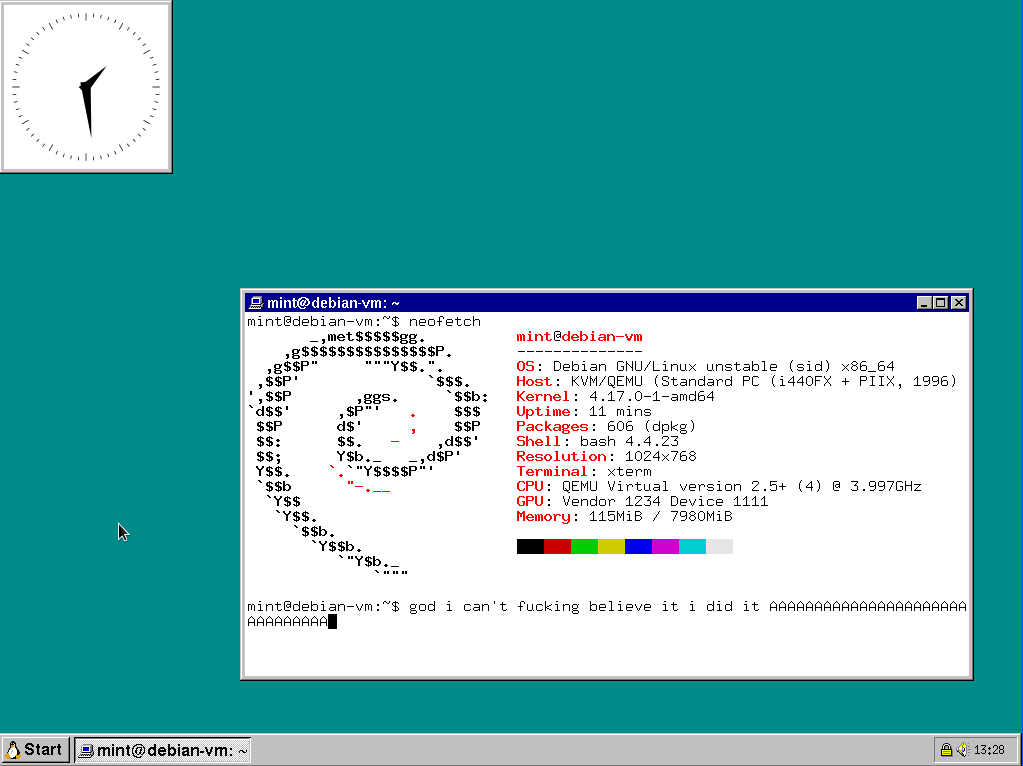 mint@debian-vm: ~
mint@debian-vm:~$ neofetch
       _,met$$$$$gg.
    ,g$$$$$$$$$$$$$$$P.
  ,g$$P"     """Y$$.".
 ,$$P'              `$$$.
',$$P       ,ggs.     `$$b:
`d$$'     ,$P"'   .    $$$
 $$P      d$'     ,    $$P
 $$:      $$.   -    ,d$$'
 $$;      Y$b._   _,d$P'
 Y$$.    `.`"Y$$$$P"'
 `$$b      "-.__
  `Y$$
   `Y$$.
     `$$b.
       `Y$$b.
          `"Y$b._
              `"""
mint@debian-vm
--------------
OS: Debian GNU/Linux unstable (sid) x86_64
Host: KVM/QEMU (Standard PC (i440FX + PIIX, 1996)
Kernel: 4.17.0-1-amd64
Uptime: 11 mins
Packages: 606 (dpkg)
Shell: bash 4.4.23
Resolution: 1024x768
Terminal: xterm
CPU: QEMU Virtual version 2.5+ (4) @ 3.997GHz
GPU: Vendor 1234 Device 1111
Memory: 115MiB / 7980MiB
mint@debian-vm:~$ god i can't fucking believe it i did it AAAAAAAAAAAAAAAAAAAAAA
AAAAAAAAA
Start
mint@debian-vm: ~
13:28